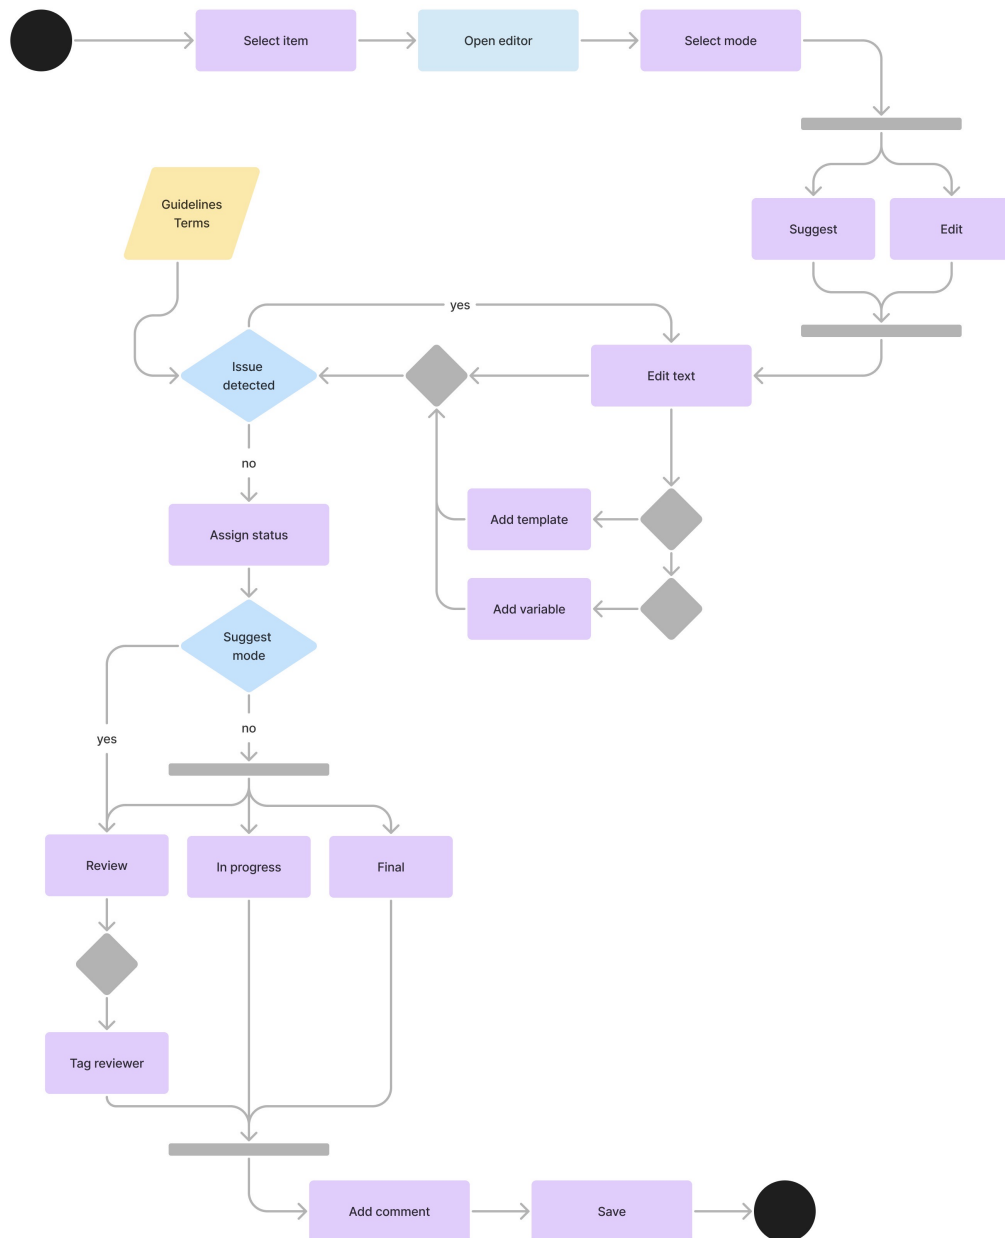 Select item
Open editor
Select mode
Guidelines
Terms
Suggest
Edit
yes
Issue
detected
Edit text
no
Assign status
Add template
Add variable
Suggest
mode
yes
no
Review
In progress
Final
Tag reviewer
Add comment
Save